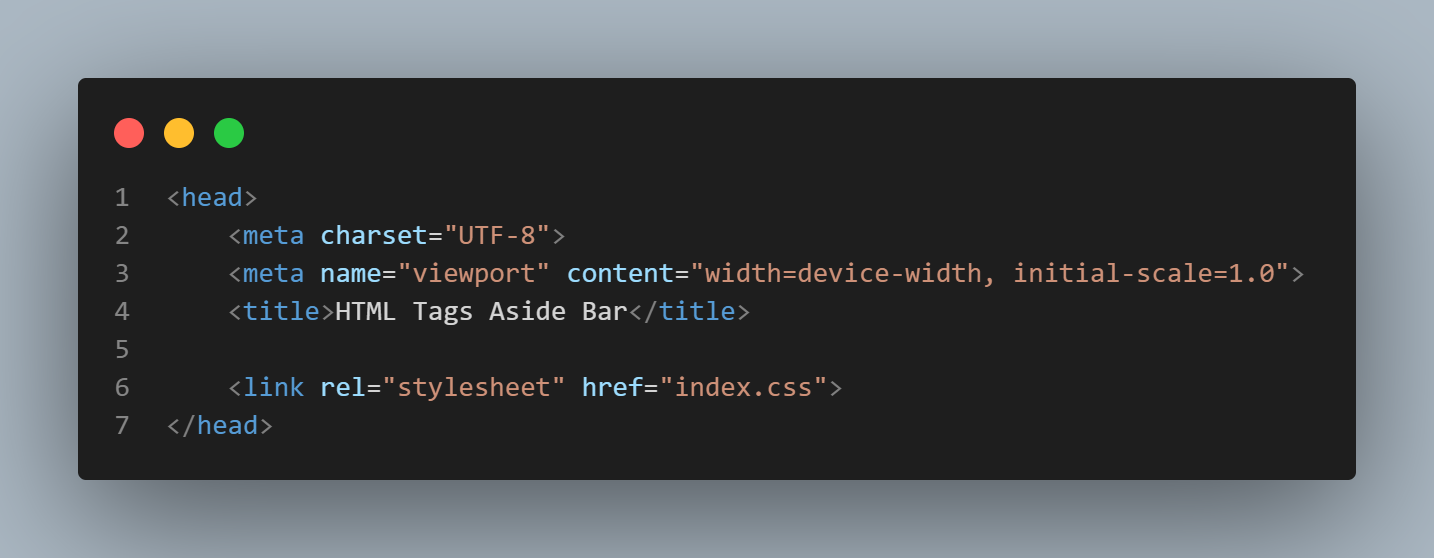 1 <head>
2     <meta charset="UTF-8">
3     <meta name="viewport" content="width=device-width, initial-scale=1.0">
4     <title>HTML Tags Aside Bar</title>
5
6     <link rel="stylesheet" href="index.css">
7 </head>